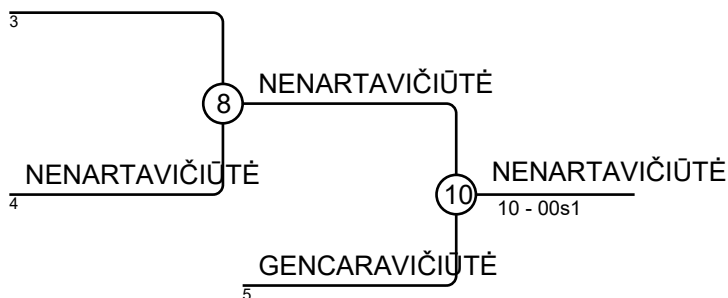 3
8
NENARTAVIČIŪTĖ
NENARTAVIČIŪTĖ
4
10
NENARTAVIČIŪTĖ
10 - 00s1
GENCARAVIČIŪTĖ
5